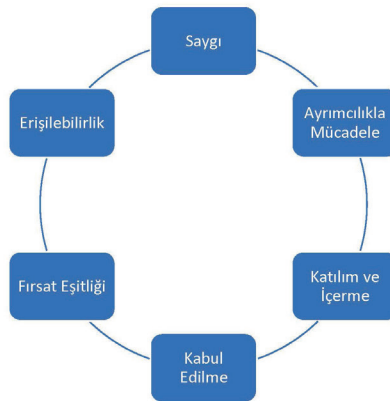 Saygı
Ayrımcılıkla
Mücadele
Katılım ve
İçerme
Kabul
Edilme
Fırsat Eşitliği
Erişilebilirlik